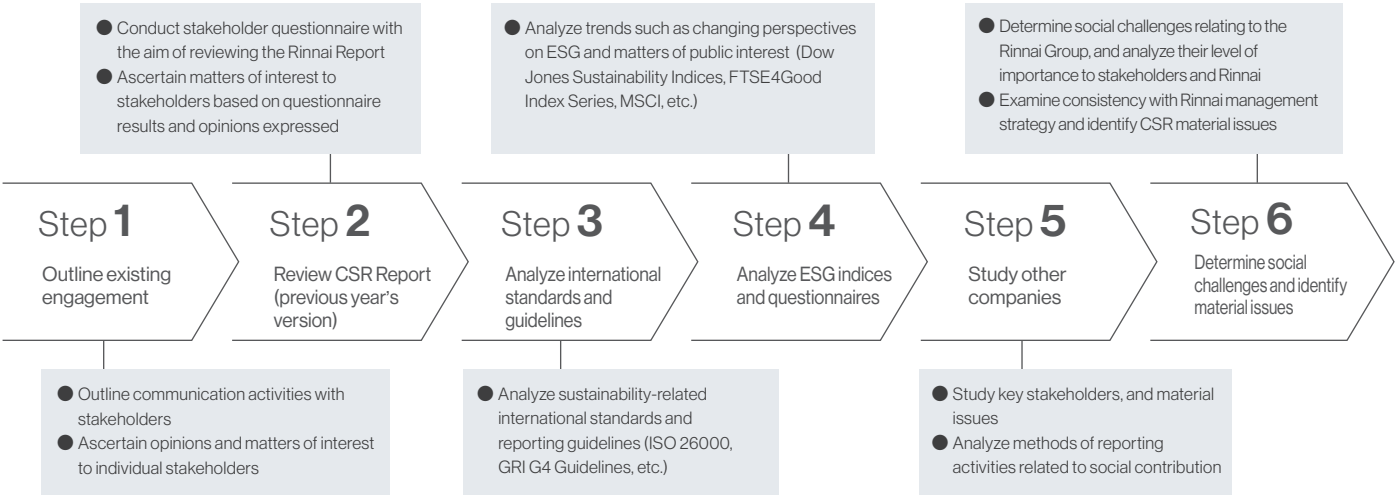 ● Conduct stakeholder questionnaire with
the aim of reviewing the Rinnai Report
● Ascertain matters of interest to
stakeholders based on questionnaire
results and opinions expressed
● Analyze trends such as changing perspectives
on ESG and matters of public interest (Dow
Jones Sustainability Indices, FTSE4Good
Index Series, MSCI, etc.)
● Determine social challenges relating to the
Rinnai Group, and analyze their level of
importance to stakeholders and Rinnai
● Examine consistency with Rinnai management
strategy and identify CSR material issues
Step 1
Outline existing
engagement
Step 2
Review CSR Report
(previous year's
version)
Step 3
Analyze international
standards and
guidelines
Step 4
Analyze ESG indices
and questionnaires
Step 5
Study other
companies
Step 6
Determine social
challenges and identify
material issues
● Outline communication activities with
stakeholders
● Ascertain opinions and matters of interest
to individual stakeholders
● Analyze sustainability-related
international standards and
reporting guidelines (ISO 26000,
GRI G4 Guidelines, etc.)
● Study key stakeholders, and material
issues
● Analyze methods of reporting
activities related to social contribution